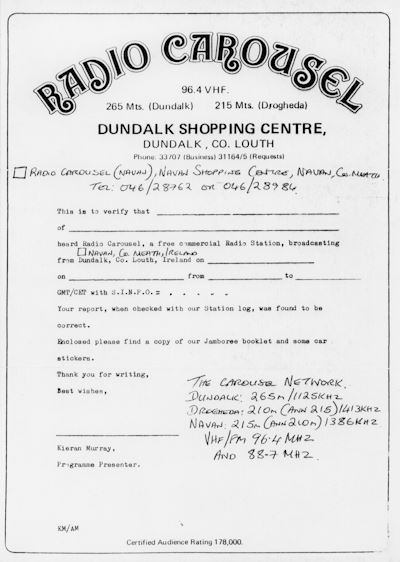 RADIO CAROUSEL
96.4 VHF.
265 Mts. (Dundalk) 215 Mts. (Drogheda)
DUNDALK SHOPPING CENTRE,
DUNDALK, CO. LOUTH
Phone: 33707 (Business) 31164/5 (Requests)
RADIO CAROUSEL (NAVAN), NAVAN SHOPPING CENTRE, NAVAN, CO. MEATH
TEL: 046/28762 OR 046/28984
This is to verify that
of
heard Radio Carousel, a free commercial Radio Station, broadcasting
NAVAN, CO. MEATH, IRELAND
from Dundalk, Co. Louth, Ireland on
on from to
GMT/CET with S.I.N.F.O.= . . . . .
Your report, when checked with our Station log, was found to be
correct.
Enclosed please find a copy of our Jamboree booklet and some car
stickers.
Thank you for writing,
Best wishes,
THE CAROUSEL NETWORK.
DUNDALK: 265m/1125KHZ
DROGHEDA: 210m (ANN 215) 1413KHZ
NAVAN: 215m (ANN 210m) 1386KHZ
VHF/FM 96.4 MHZ
AND 88.7 MHZ.
Kieran Murray,
Programme Presenter.
KM/AM
Certified Audience Rating 178,000.